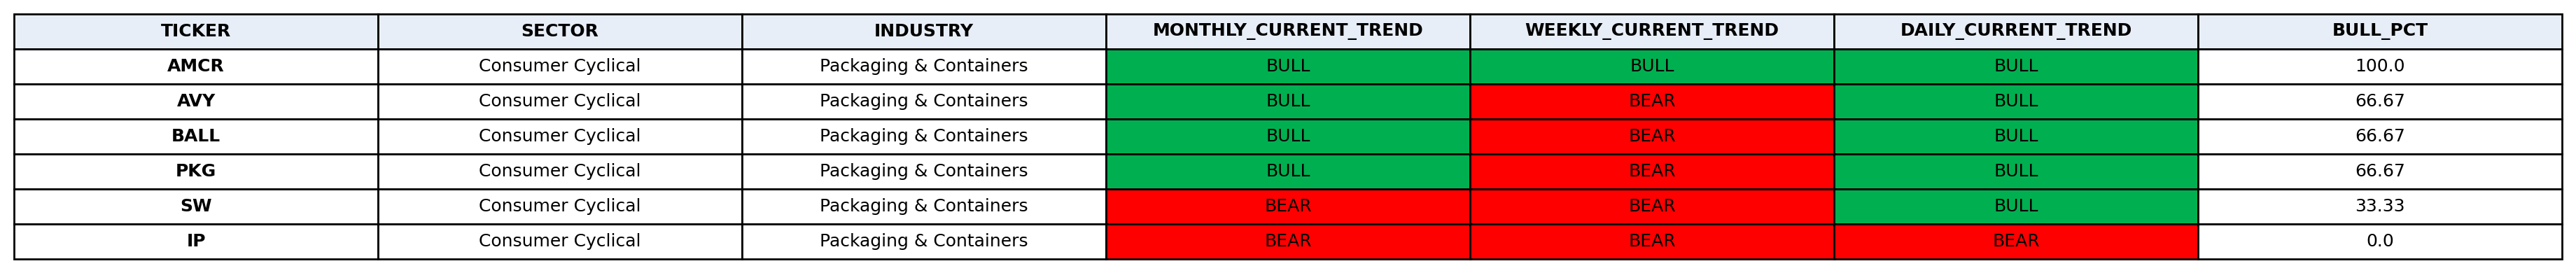 TICKER SECTOR INDUSTRY MONTHLY_CURRENT_TREND WEEKLY_CURRENT_TREND DAILY_CURRENT_TREND BULL_PCT
AMCR Consumer Cyclical Packaging & Containers BULL BULL BULL 100.0
AVY Consumer Cyclical Packaging & Containers BULL BEAR BULL 66.67
BALL Consumer Cyclical Packaging & Containers BULL BEAR BULL 66.67
PKG Consumer Cyclical Packaging & Containers BULL BEAR BULL 66.67
SW Consumer Cyclical Packaging & Containers BEAR BEAR BULL 33.33
IP Consumer Cyclical Packaging & Containers BEAR BEAR BEAR 0.0